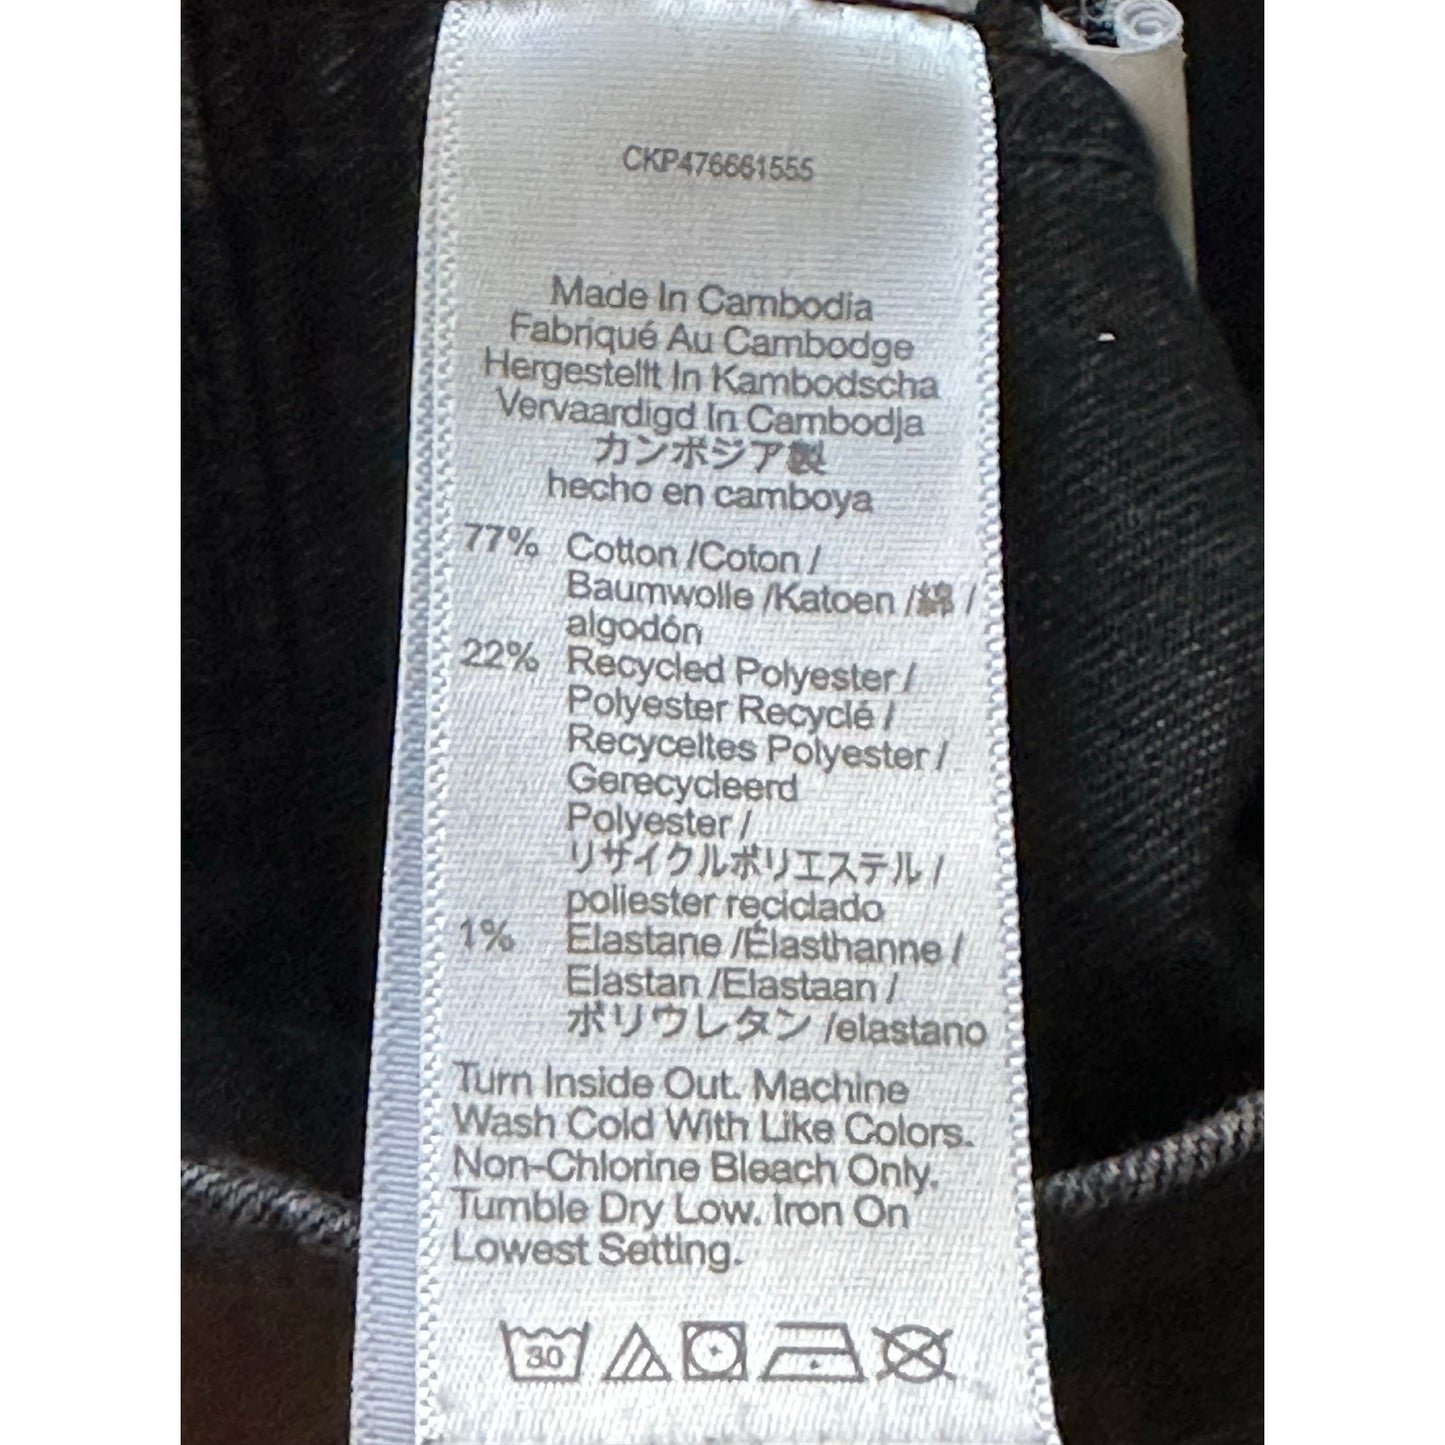 CKP476661555
Made In Cambodia
Fabriqué Au Cambodge
Hergestellt In Kambodscha
Vervaardigd In Cambodja
カンボジア製
hecho en camboya
77% Cotton /Coton /
Baumwolle /Katoen /綿 /
algodón
22% Recycled Polyester /
Polyester Recyclé /
Recyceltes Polyester /
Gerecycleerd
Polyester /
リサイクルポリエステル /
poliester reciclado
1% Elastane /Élasthanne /
Elastan /Elastaan /
ポリウレタン /elastano
Turn Inside Out. Machine
Wash Cold With Like Colors.
Non-Chlorine Bleach Only.
Tumble Dry Low. Iron On
Lowest Setting.
30